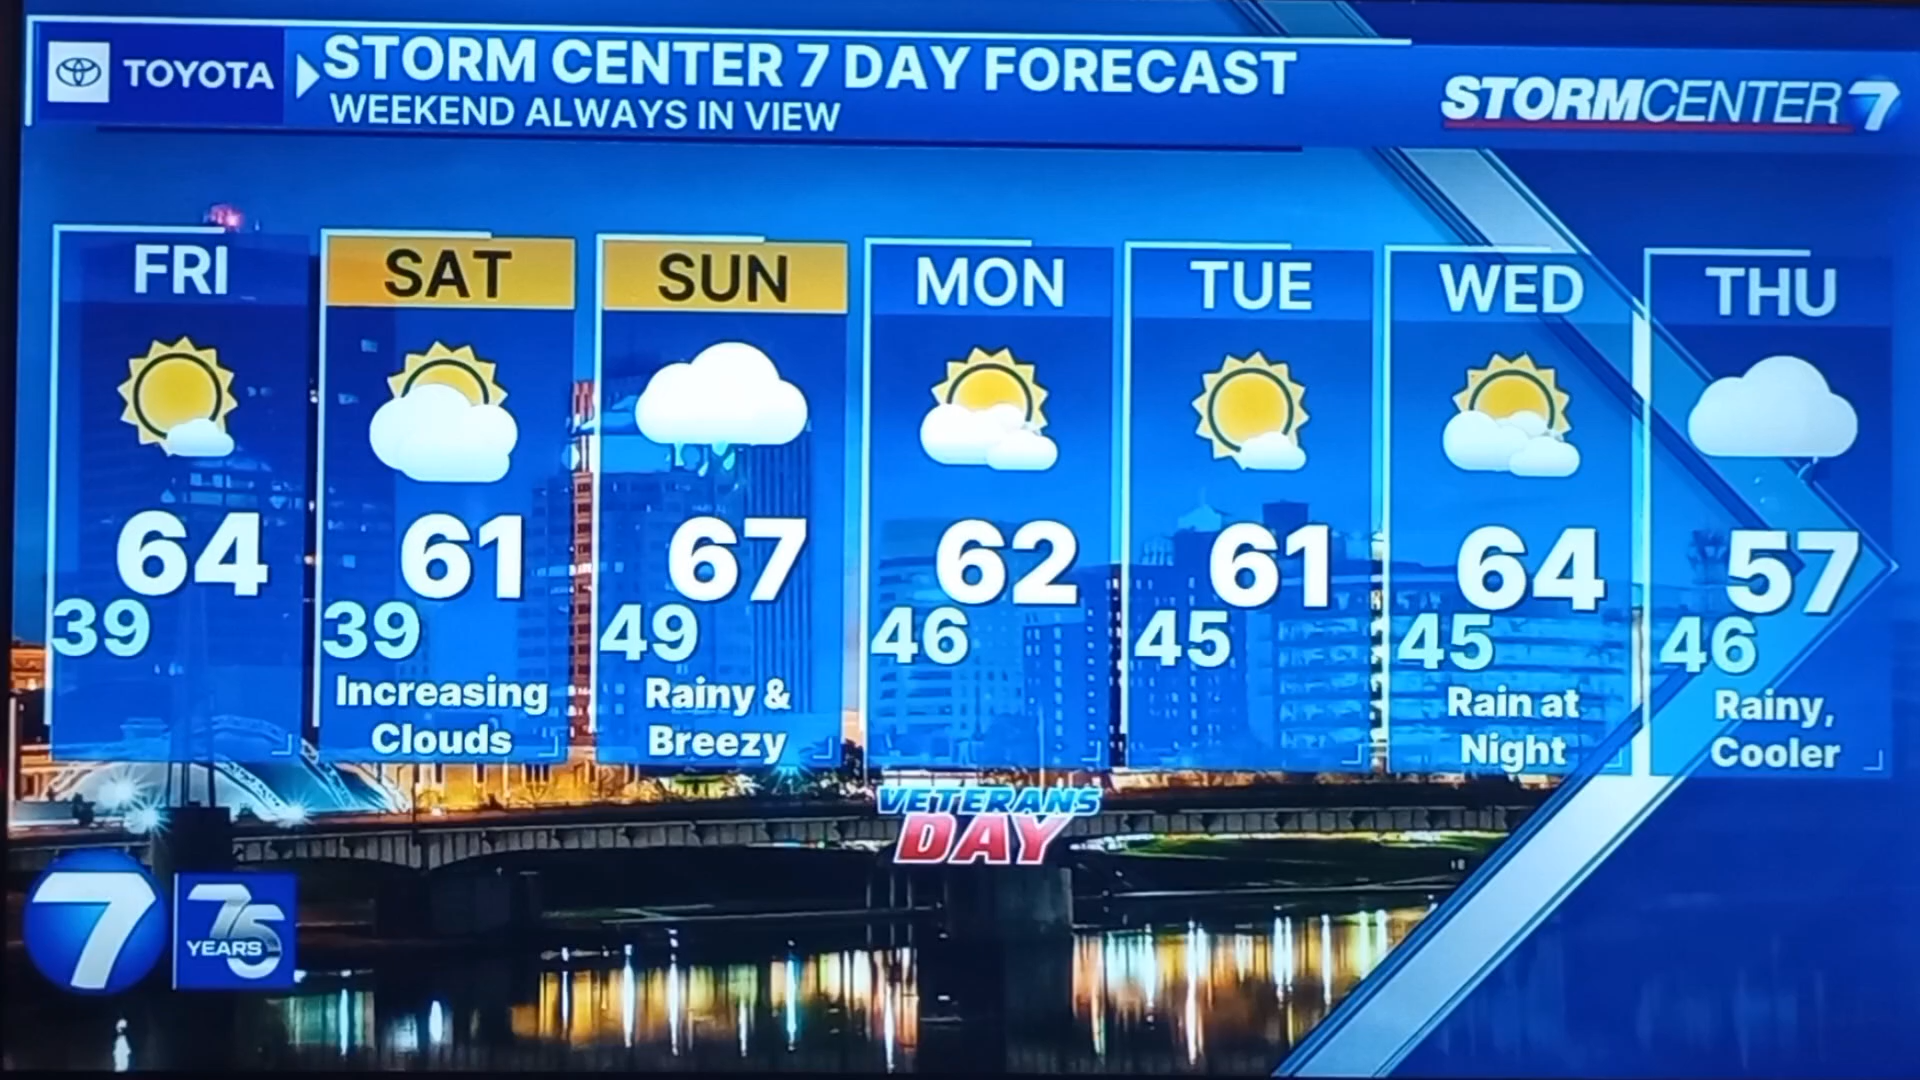 TOYOTA
STORM CENTER 7 DAY FORECAST
WEEKEND ALWAYS IN VIEW
STORMCENTER 7
FRI
64
39
SAT
61
39
Increasing
Clouds
SUN
67
49
Rainy &
Breezy
MON
62
46
VETERANS
DAY
TUE
61
45
WED
64
45
Rain at
Night
THU
57
46
Rainy,
Cooler
7
75
YEARS